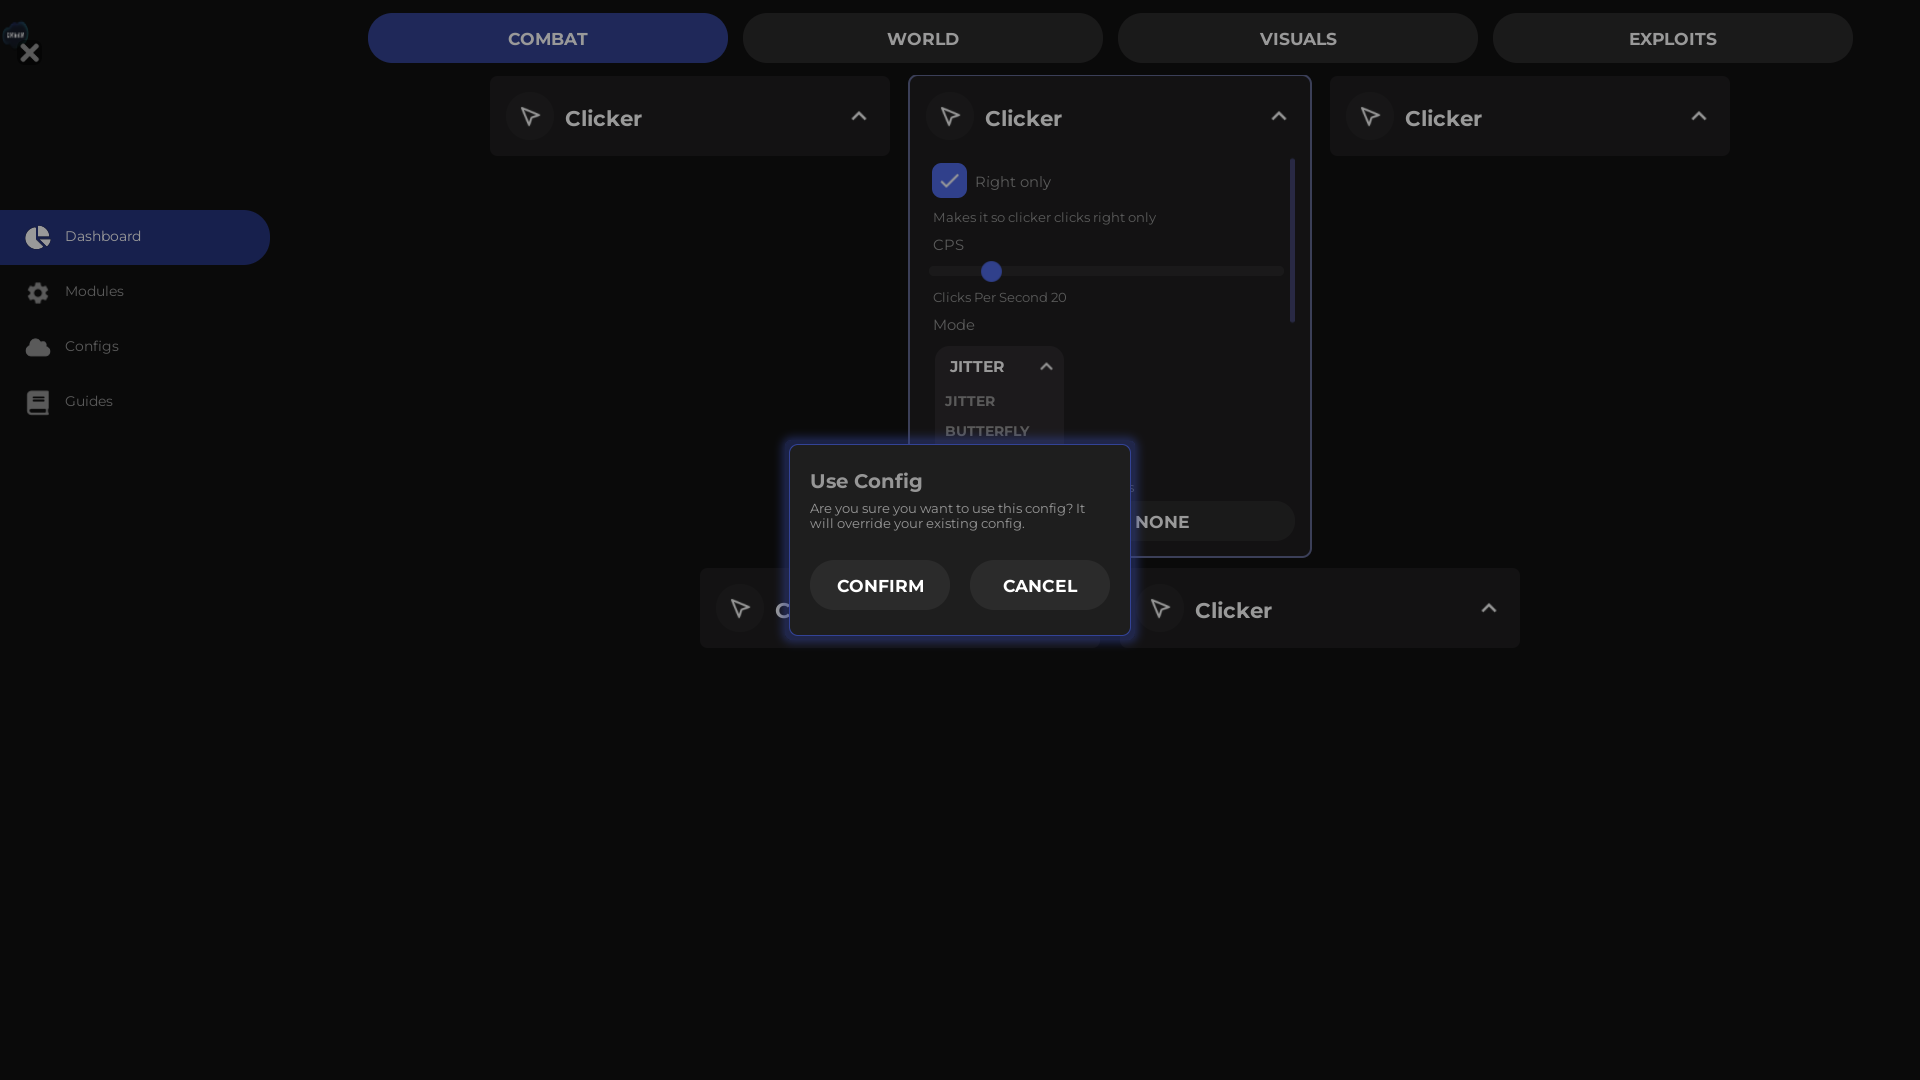 COMBAT
WORLD
VISUALS
EXPLOITS
Clicker
Clicker
Clicker
Right only
Makes it so clicker clicks right only
CPS
Clicks Per Second 20
Mode
JITTER
JITTER
BUTTERFLY
Dashboard
Modules
Configs
Guides
Use Config
Are you sure you want to use this config? It
will override your existing config.
CONFIRM
CANCEL
NONE
Clicker